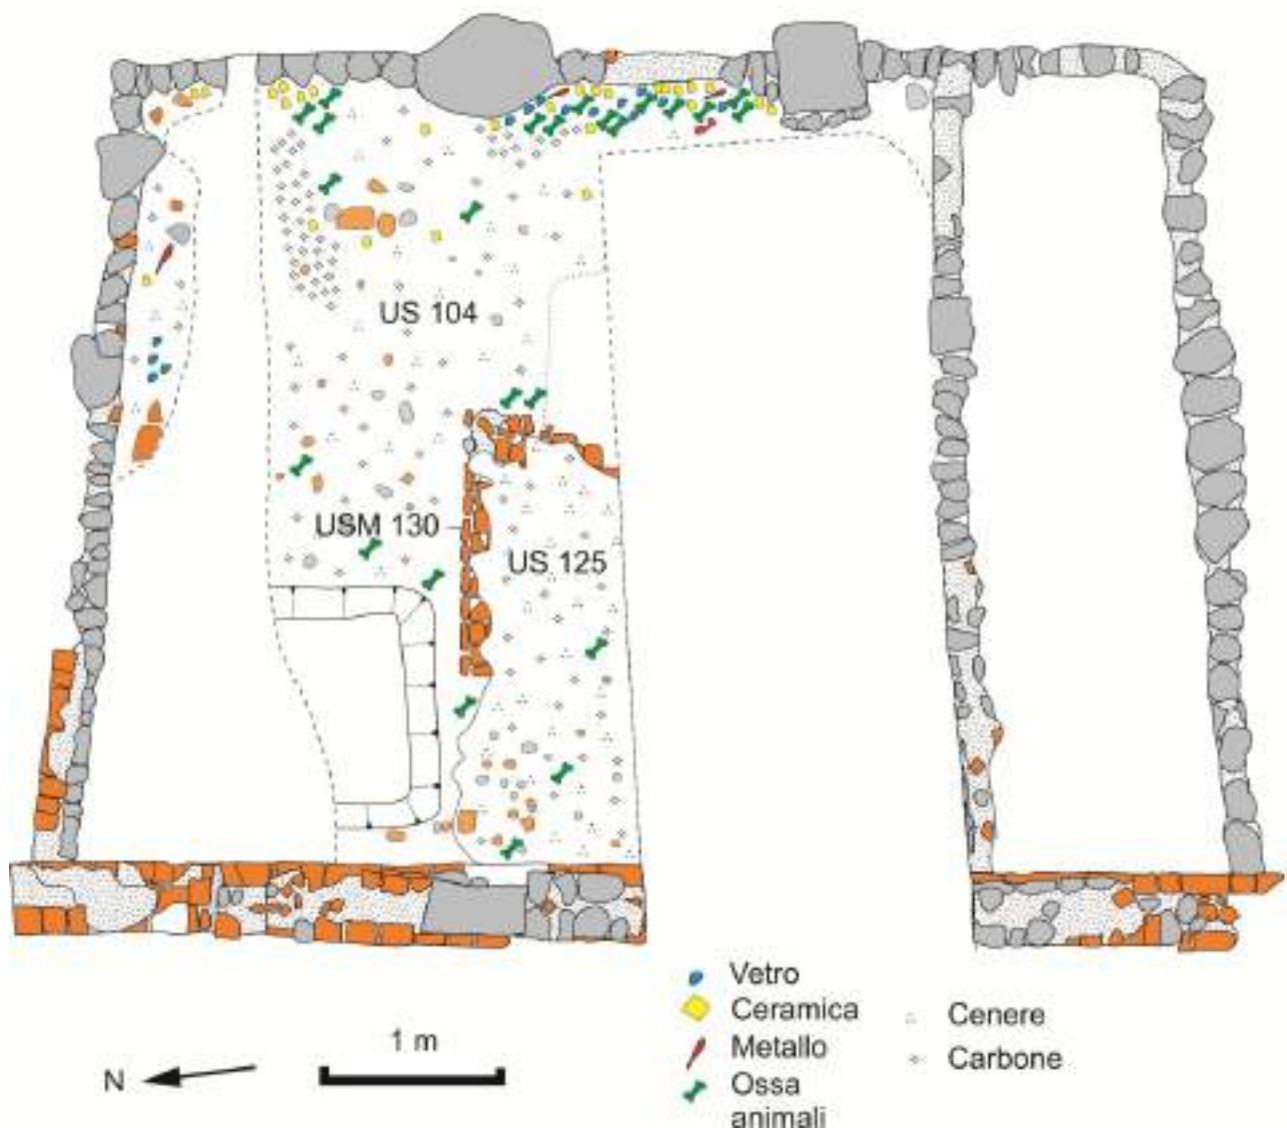 US 104
USM 130
US 125
Vetro
Ceramica
Metallo
Ossa
animali
Cenere
Carbone
1 m
N